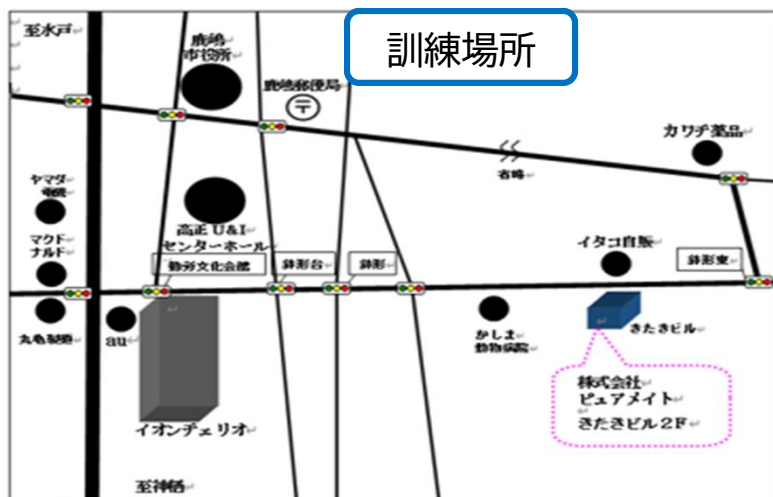 訓練場所
至水戸
鹿嶋
市役所
鹿嶋郵便局
〒
カワチ薬品
省略
ヤマダ
電機
マクド
ナルド
高正U&I
センターホール
勤労文化会館
鉢形台
鉢形
イタコ自販
鉢形東
丸亀製麺
au
かしま
動物病院
きたきビル
イオンチェリオ
株式会社
ピュアメイト
きたきビル2F
至神栖